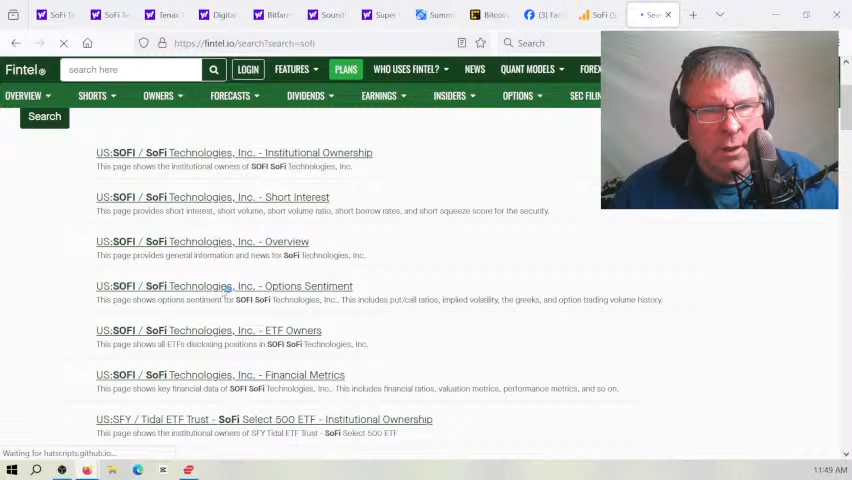 SoFi Te
SoFi Te
Tenax
Digital
Bitfarm
Sound
Super
Summ
Bitcoin
(3) Fac
SoFi (S
Sear
https://fintel.io/search?search=sofi
Search
Fintel
search here
LOGIN
FEATURES
PLANS
WHO USES FINTEL?
NEWS
QUANT MODELS
FOREX
OVERVIEW
SHORTS
OWNERS
FORECASTS
DIVIDENDS
EARNINGS
INSIDERS
OPTIONS
SEC FILIN
Search
US:SOFI / SoFi Technologies, Inc. - Institutional Ownership
This page shows the institutional owners of SOFI SoFi Technologies, Inc.
US:SOFI / SoFi Technologies, Inc. - Short Interest
This page provides short interest, short volume, short volume ratio, short borrow rates, and short squeeze score for the security.
US:SOFI / SoFi Technologies, Inc. - Overview
This page provides general information and news for SoFi Technologies, Inc.
US:SOFI / SoFi Technologies, Inc. - Options Sentiment
This page shows options sentiment for SOFI SoFi Technologies, Inc.. This includes put/call ratios, implied volatility, the greeks, and option trading volume history.
US:SOFI / SoFi Technologies, Inc. - ETF Owners
This page shows all ETFs disclosing positions in SOFI SoFi Technologies, Inc.
US:SOFI / SoFi Technologies, Inc. - Financial Metrics
This page shows key financial data of SOFI SoFi Technologies, Inc.. This includes financial ratios, valuation metrics, performance metrics, and so on.
US:SFY / Tidal ETF Trust - SoFi Select 500 ETF - Institutional Ownership
This page shows the institutional owners of SFY Tidal ETF Trust - SoFi Select 500 ETF
Waiting for hatscripts.github.io...
11:49 AM